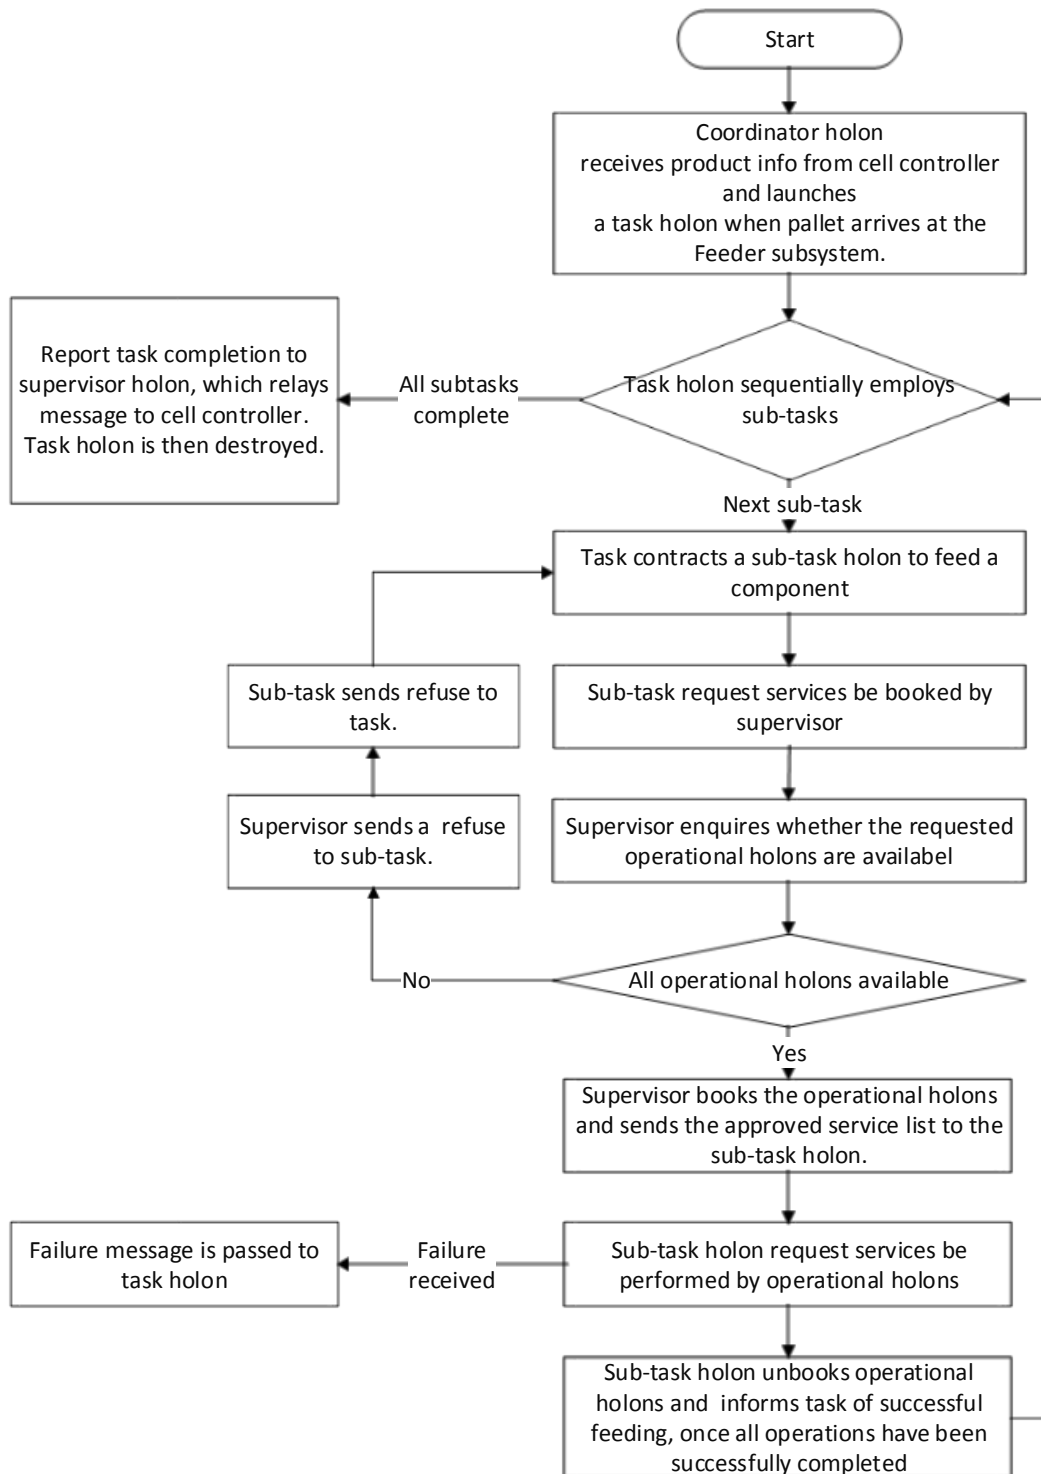 Start
Coordinator holon
receives product info from cell controller
and launches
a task holon when pallet arrives at the
Feeder subsystem.
Report task completion to
supervisor holon, which relays
message to cell controller.
Task holon is then destroyed.
All subtasks
complete
Task holon sequentially employs
sub-tasks
Next sub-task
Task contracts a sub-task holon to feed a
component
Sub-task sends refuse to
task.
Sub-task request services be booked by
supervisor
Supervisor sends a refuse
to sub-task.
Supervisor enquires whether the requested
operational holons are availabel
No
All operational holons available
Yes
Supervisor books the operational holons
and sends the approved service list to the
sub-task holon.
Failure message is passed to
task holon
Failure
received
Sub-task holon request services be
performed by operational holons
Sub-task holon unbooks operational
holons and informs task of successful
feeding, once all operations have been
successfully completed